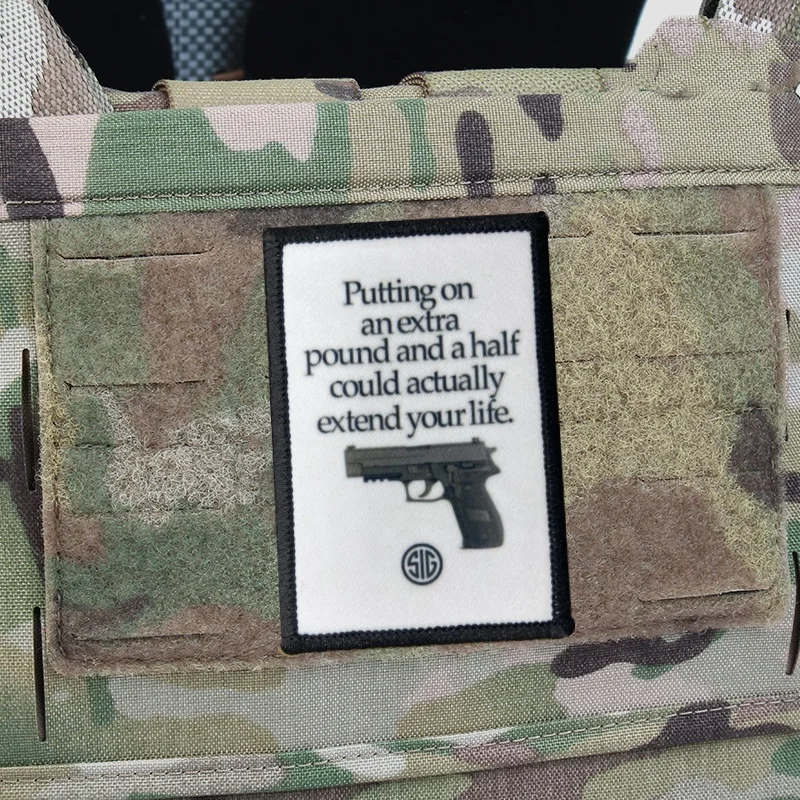 Putting on
an extra
pound and a half
could actually
extend your life.
SIG